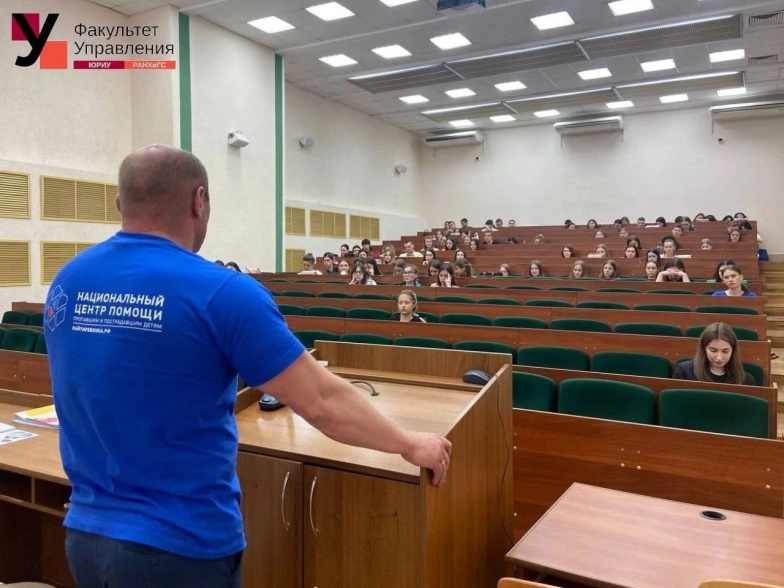 Факультет
Управления
ЮРИУ РАНХиГС
НАЦИОНАЛЬНЫЙ
ЦЕНТР ПОМОЩИ
ПРОПАВШИМ И ПОСТРАДАВШИМ ДЕТЯМ
НАЙТИРЕБЕНКА.РФ